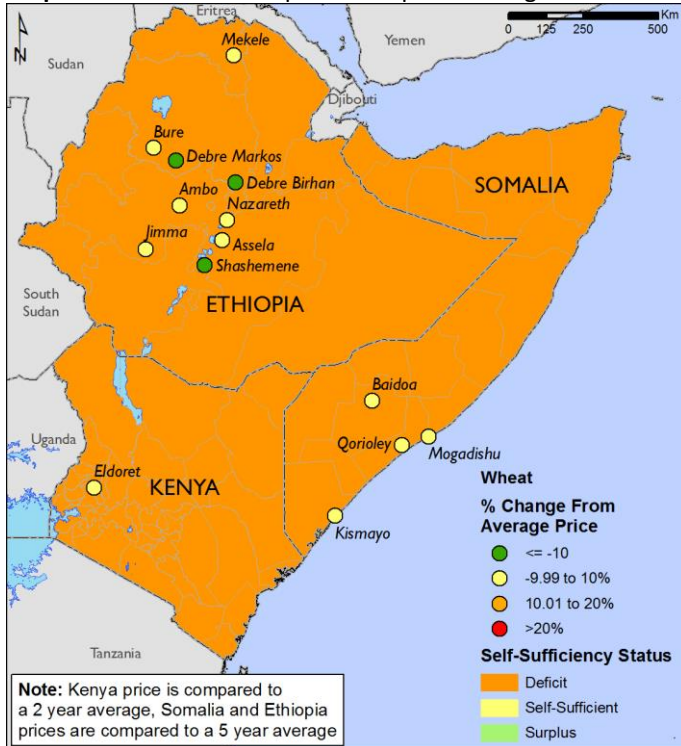 Eritrea
Km
0 125 250 500
Mekele
Yemen
Sudan
Djibouti
Bure
Debre Markos
Debre Birhan
SOMALIA
Ambo
Nazareth
Jimma
Assela
Shashemene
South
Sudan
ETHIOPIA
Baidoa
Uganda
Qorioley
Mogadishu
Eldoret
KENYA
Wheat
% Change From
Average Price
Kismayo
<= -10
-9.99 to 10%
10.01 to 20%
>20%
Tanzania
Self-Sufficiency Status
Deficit
Self-Sufficient
Surplus
Note: Kenya price is compared to
a 2 year average, Somalia and Ethiopia
prices are compared to a 5 year average
N